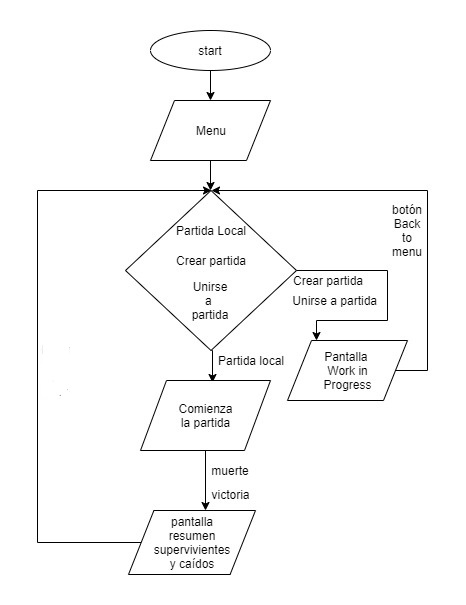 start
Menu
botón
Back
to
menu
Partida Local
Crear partida
Unirse
a
partida
Crear partida
Unirse a partida
Partida local
Pantalla
Work in
Progress
Comienza
la partida
muerte
victoria
pantalla
resumen
supervivientes
y caídos